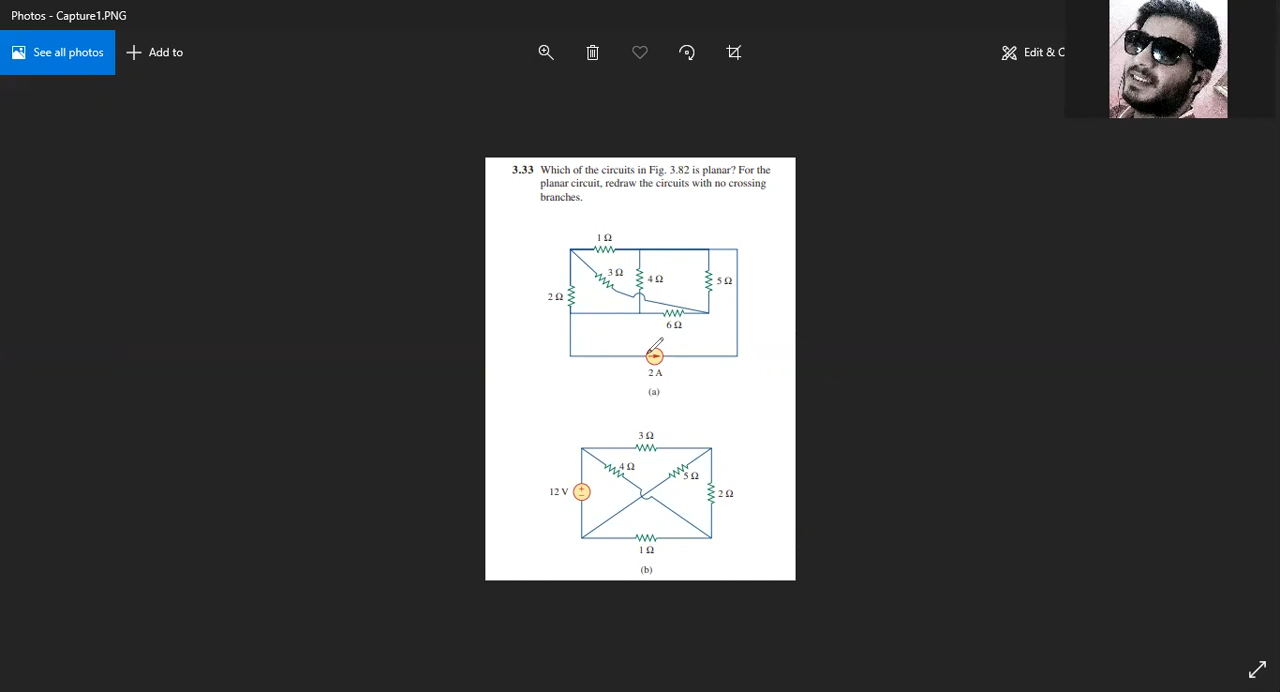 Photos - Capture1.PNG
See all photos
Add to
Edit & C
3.33 Which of the circuits in Fig. 3.82 is planar? For the
planar circuit, redraw the circuits with no crossing
branches.
1 Ω
3 Ω
4 Ω
5 Ω
2 Ω
6 Ω
2 A
(a)
3 Ω
4 Ω
5 Ω
12 V
+
−
2 Ω
1 Ω
(b)